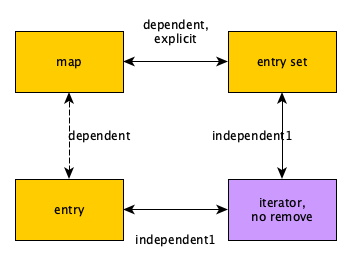 dependent,
explicit
map
entry set
dependent
independent1
entry
iterator,
no remove
independent1